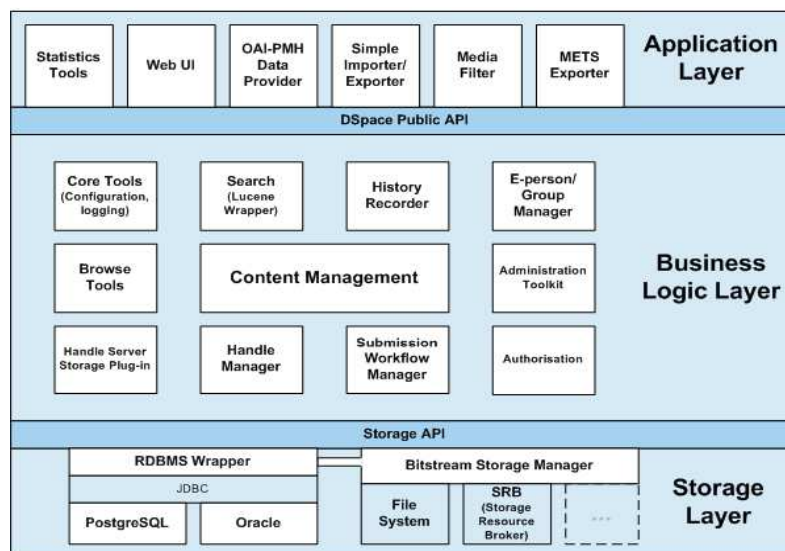 Statistics
Tools
Web UI
OAI-PMH
Data
Provider
Simple
Importer/
Exporter
Media
Filter
METS
Exporter
Application
Layer
DSpace Public API
Core Tools
(Configuration,
logging)
Search
(Lucene
Wrapper)
History
Recorder
E-person/
Group
Manager
Browse
Tools
Content Management
Administration
Toolkit
Business
Logic Layer
Handle Server
Storage Plug-in
Handle
Manager
Submission
Workflow
Manager
Authorisation
Storage API
RDBMS Wrapper
Bitstream Storage Manager
JDBC
PostgreSQL
Oracle
File
System
SRB
(Storage
Resource
Broker)
...
Storage
Layer